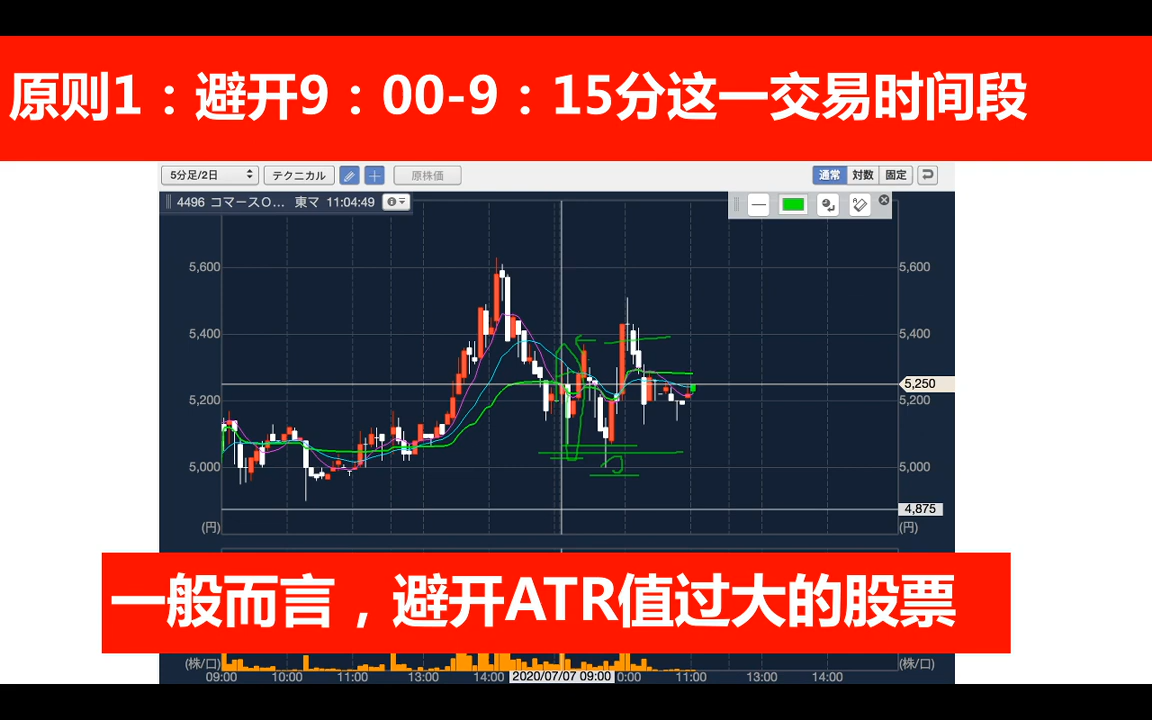 原则1：避开9：00-9：15分这一交易时间段
5分足/2日 テクニカル 原株価 通常 対数 固定
4496 コマースO... 東マ 11:04:49
5,600 5,600
5,400 5,400
5,250
5,200 5,200
5,000 5,000
4,875
(円) (円)
一般而言，避开ATR值过大的股票
(株/口) (株/口)
09:00 10:00 11:00 13:00 14:00 2020/07/07 09:00 0:00 11:00 13:00 14:00